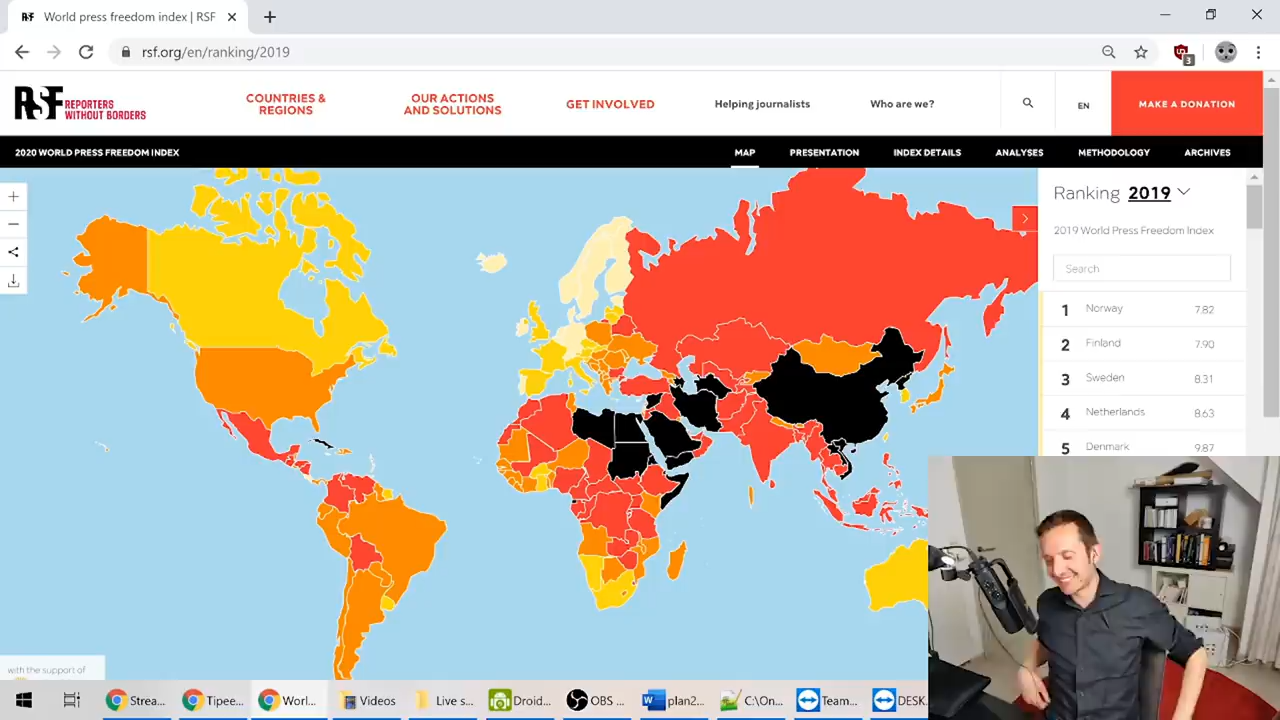 World press freedom index | RSF
rsf.org/en/ranking/2019
3
RSF REPORTERS
WITHOUT BORDERS
COUNTRIES &
REGIONS
OUR ACTIONS
AND SOLUTIONS
GET INVOLVED
Helping journalists
Who are we?
EN
MAKE A DONATION
2020 WORLD PRESS FREEDOM INDEX
MAP
PRESENTATION
INDEX DETAILS
ANALYSES
METHODOLOGY
ARCHIVES
Ranking 2019
2019 World Press Freedom Index
Search
1 Norway 7.82
2 Finland 7.90
3 Sweden 8.31
4 Netherlands 8.63
5 Denmark 9.87
with the support of
Strea...
Tipee...
Worl...
Videos
Live s...
Droid...
OBS ...
plan2...
C:\On...
Team...
DESK